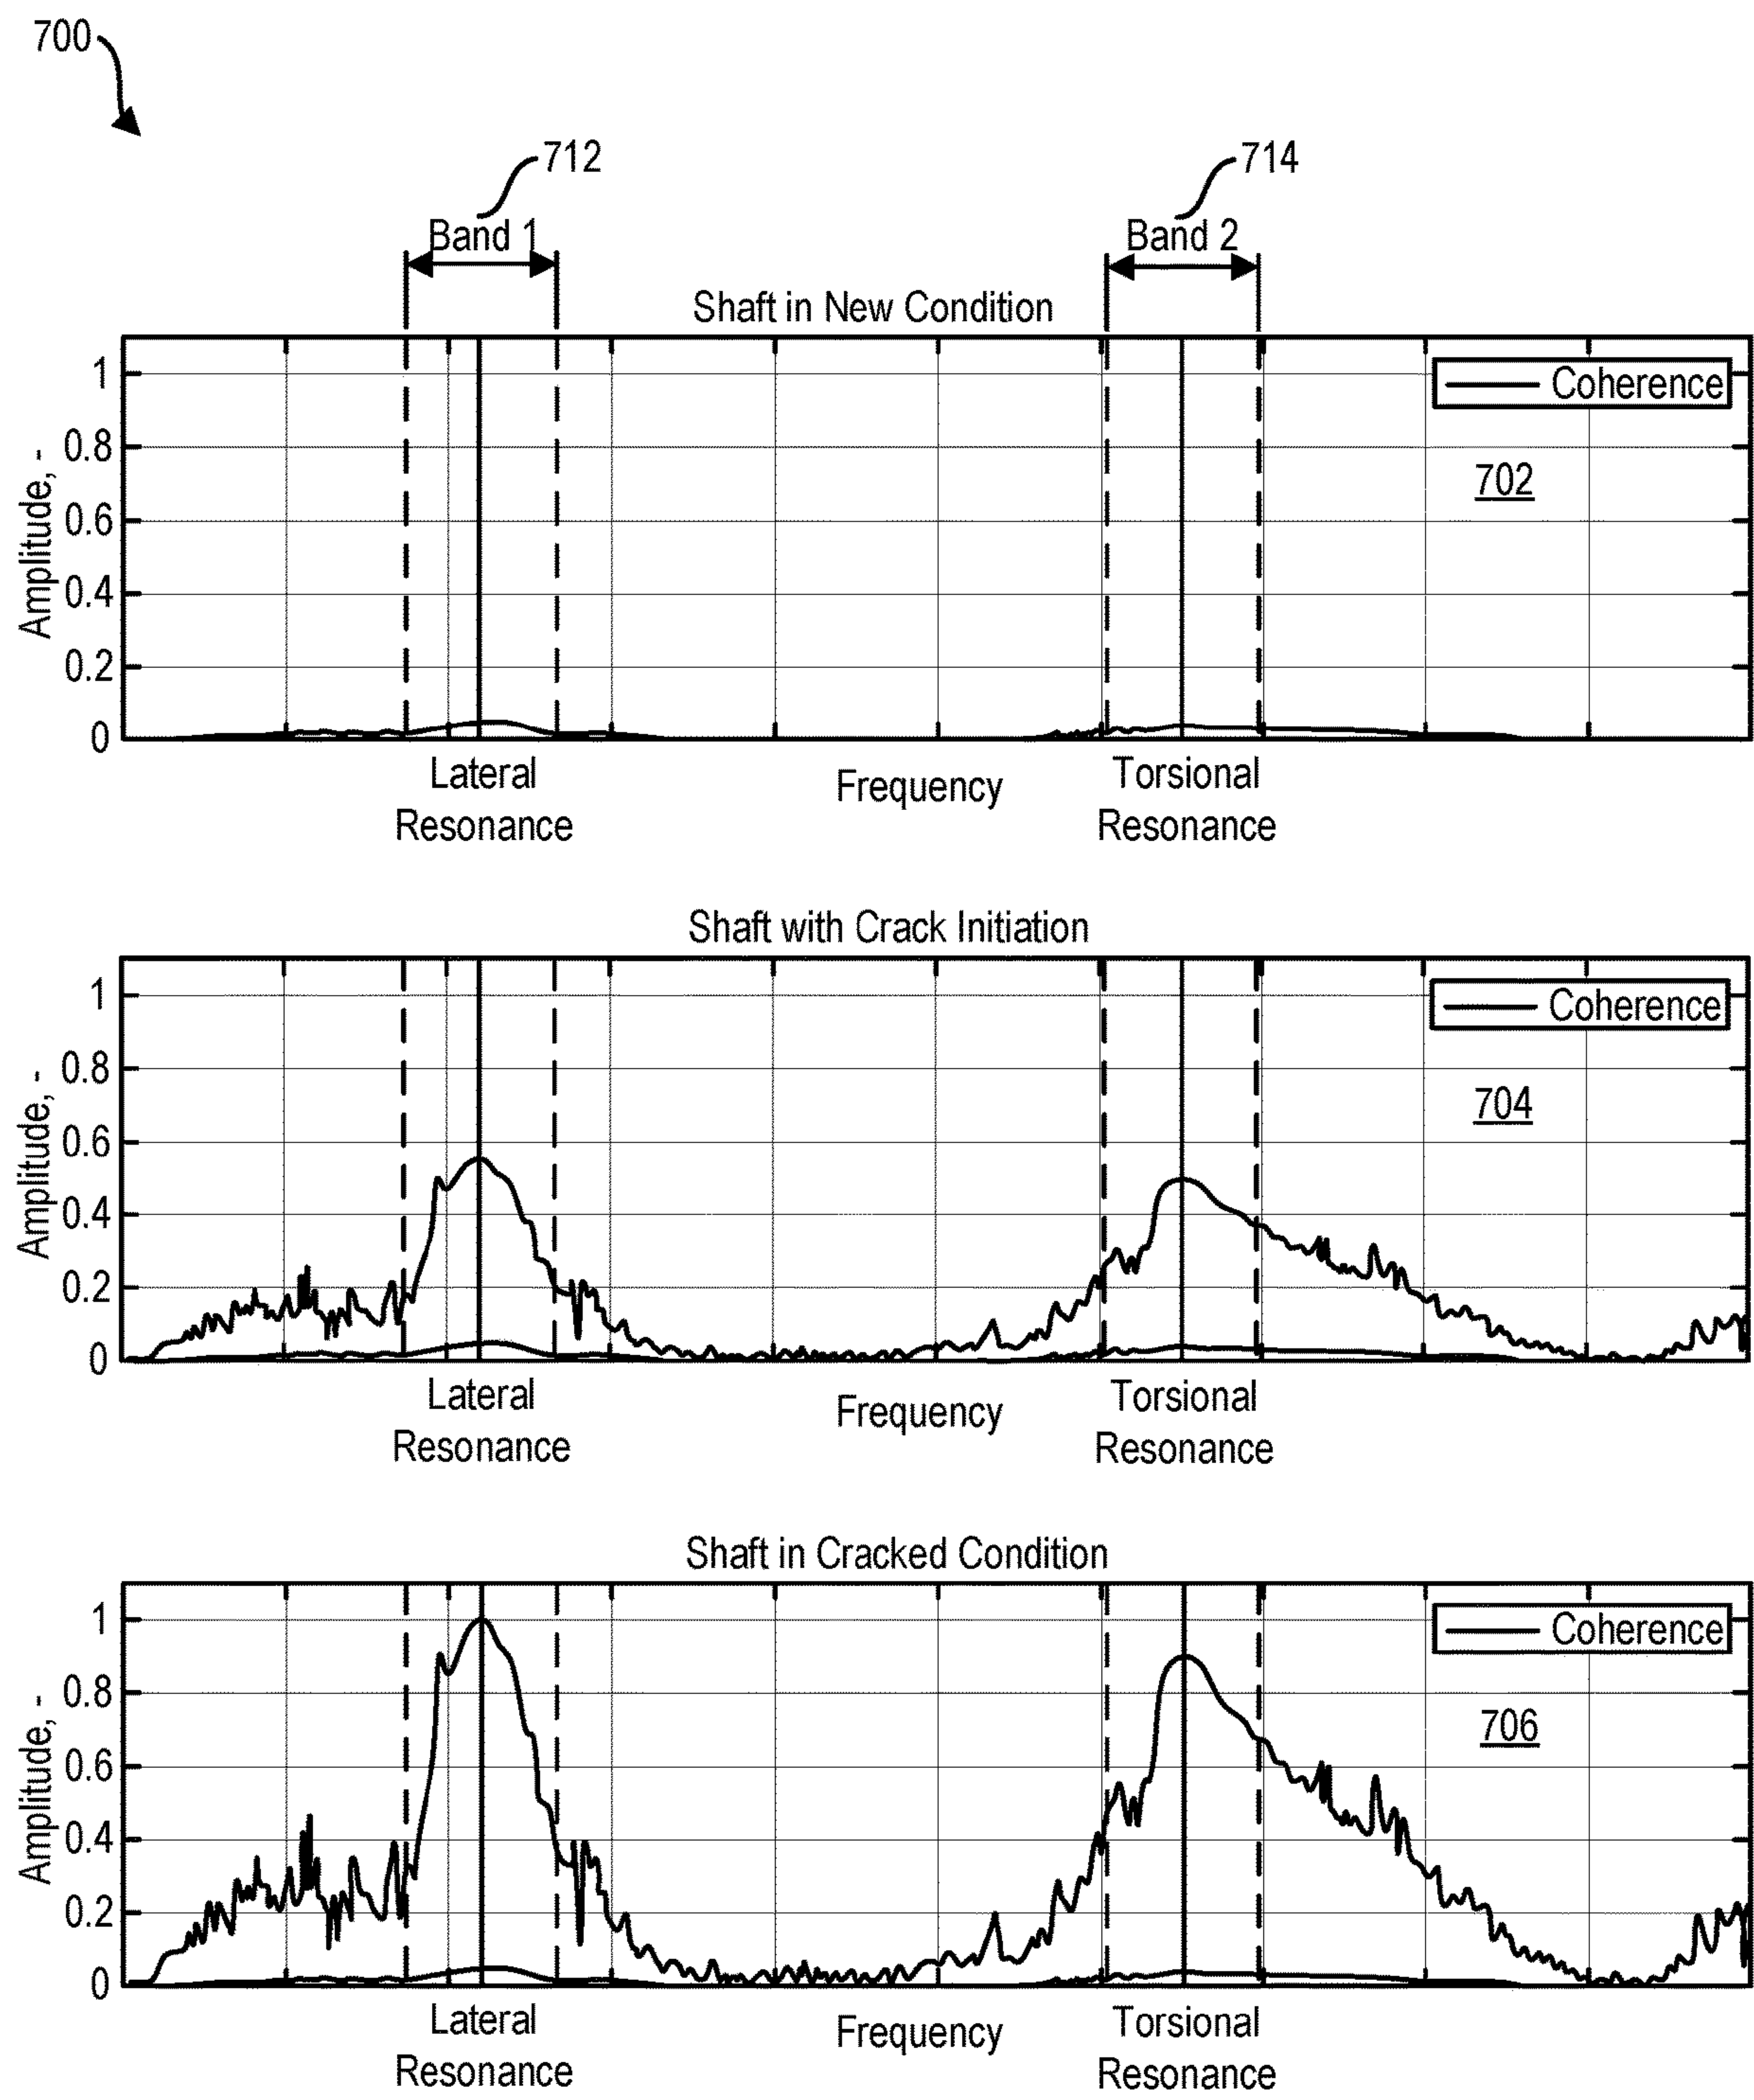 700
712
714
Band 1
Band 2
Shaft in New Condition
Coherence
702
Amplitude, -
1
0.8
0.6
0.4
0.2
0
Lateral
Resonance
Frequency
Torsional
Resonance
Shaft with Crack Initiation
Coherence
704
Amplitude, -
1
0.8
0.6
0.4
0.2
0
Lateral
Resonance
Frequency
Torsional
Resonance
Shaft in Cracked Condition
Coherence
706
Amplitude, -
1
0.8
0.6
0.4
0.2
0
Lateral
Resonance
Frequency
Torsional
Resonance